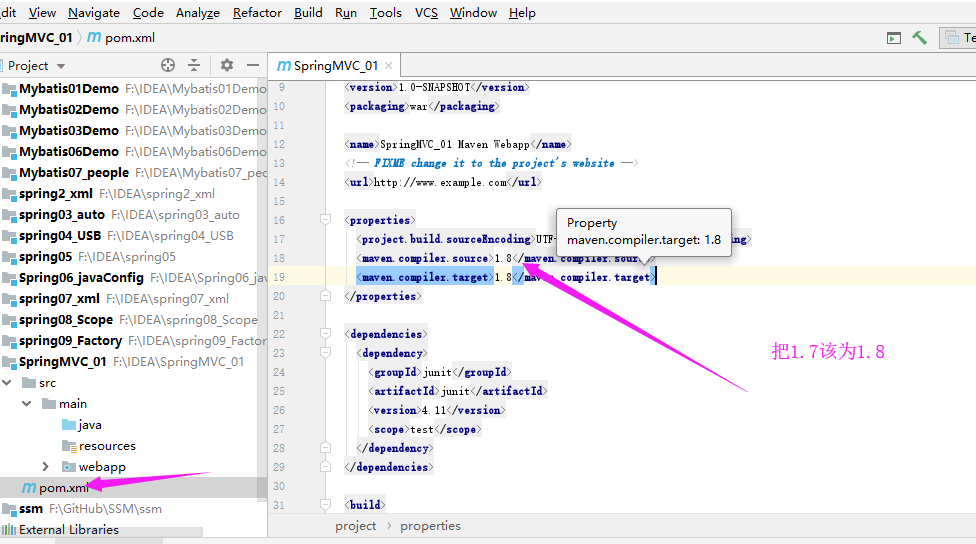 dit View Navigate Code Analyze Refactor Build Run Tools VCS Window Help
ringMVC_01 pom.xml
Te
Project
SpringMVC_01
Mybatis01Demo F:\IDEA\Mybatis01Demo
Mybatis02Demo F:\IDEA\Mybatis02Demo
Mybatis03Demo F:\IDEA\Mybatis03Demo
Mybatis06Demo F:\IDEA\Mybatis06Demo
Mybatis07_people F:\IDEA\Mybatis07_peo
spring2_xml F:\IDEA\spring2_xml
spring03_auto F:\IDEA\spring03_auto
spring04_USB F:\IDEA\spring04_USB
spring05 F:\IDEA\spring05
Spring06_javaConfig F:\IDEA\Spring06_j
spring07_xml F:\IDEA\spring07_xml
spring08_Scope F:\IDEA\spring08_Scope
spring09_Factory F:\IDEA\spring09_Factor
SpringMVC_01 F:\IDEA\SpringMVC_01
src
main
java
resources
webapp
pom.xml
ssm F:\GitHub\SSM\ssm
External Libraries
9 <version>1.0-SNAPSHOT</version>
10 <packaging>war</packaging>
11
12 <name>SpringMVC_01 Maven Webapp</name>
13 <!-- FIXME change it to the project's website -->
14 <url>http://www.example.com</url>
15
16 <properties>
17 <project.build.sourceEncoding>UTF- ing>
18 <maven.compiler.source>1.8</maven.compiler.source>
19 <maven.compiler.target>1.8</maven.compiler.target>
20 </properties>
21
22 <dependencies>
23 <dependency>
24 <groupId>junit</groupId>
25 <artifactId>junit</artifactId>
26 <version>4.11</version>
27 <scope>test</scope>
28 </dependency>
29 </dependencies>
30
31 <build>
Property
maven.compiler.target: 1.8
把1.7该为1.8
project properties